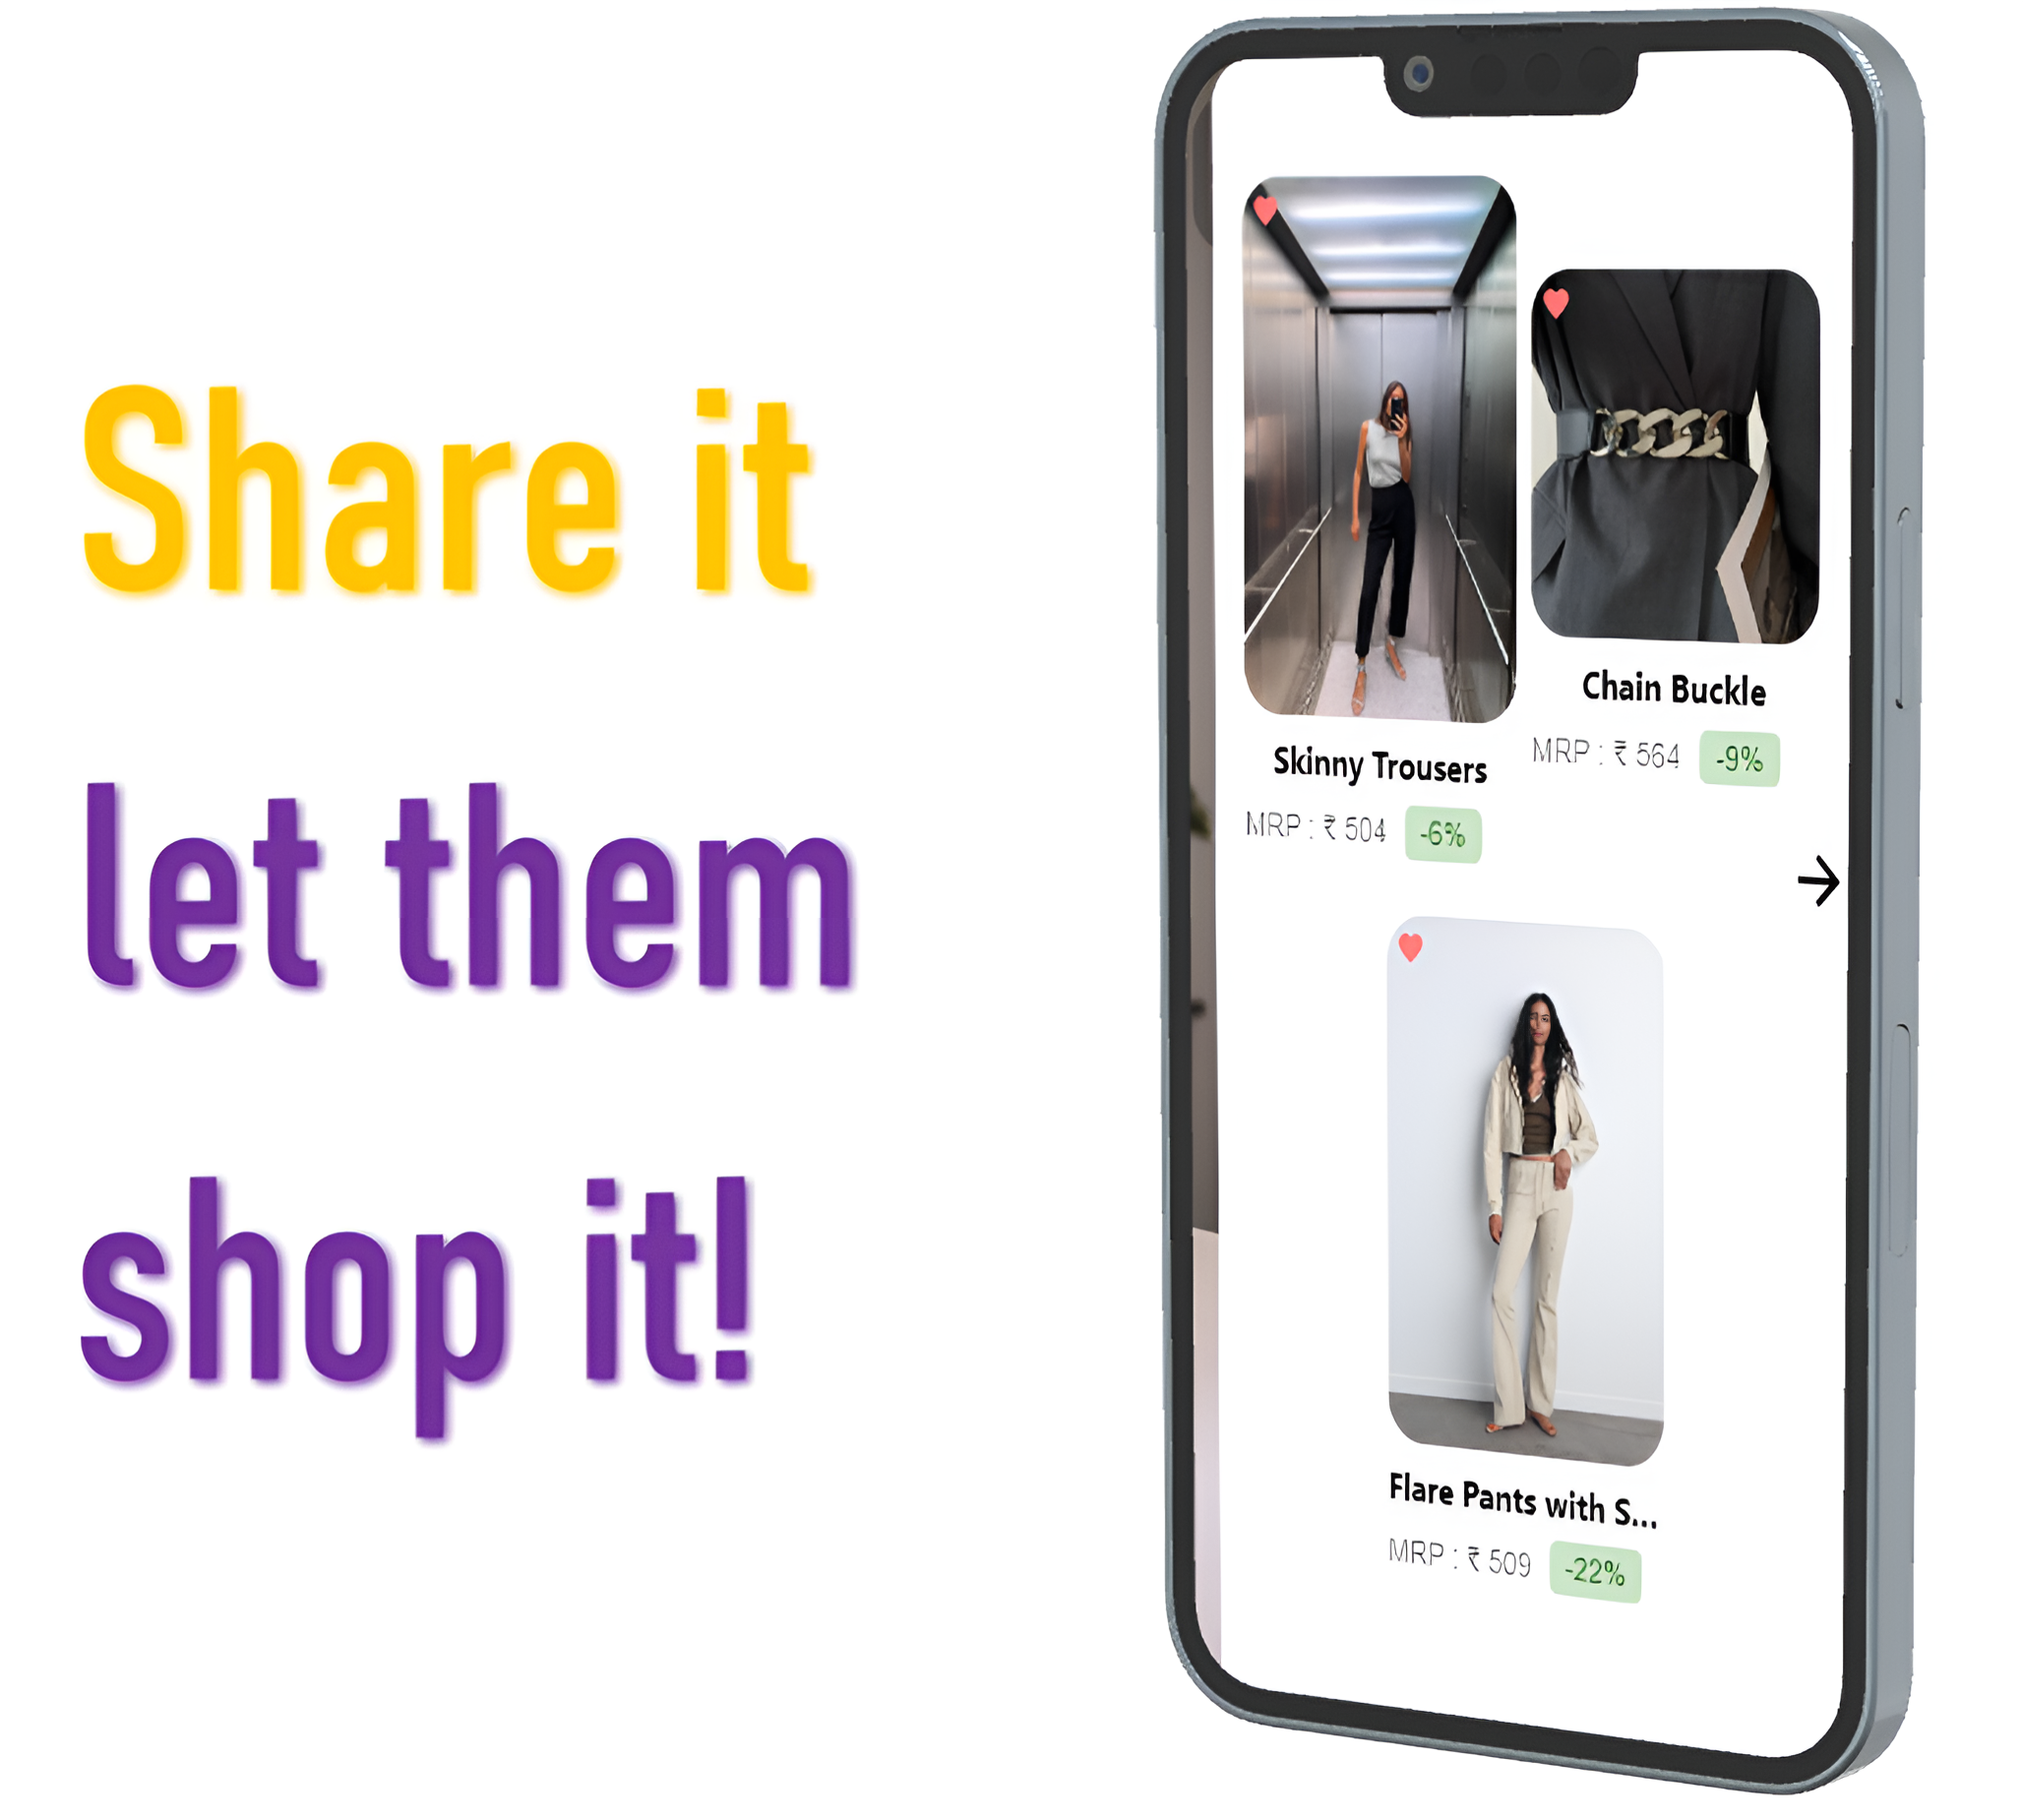 Share it
let them
shop it!
Skinny Trousers
MRP : ₹ 504 -6%
Chain Buckle
MRP : ₹ 564 -9%
Flare Pants with S...
MRP : ₹ 509 -22%